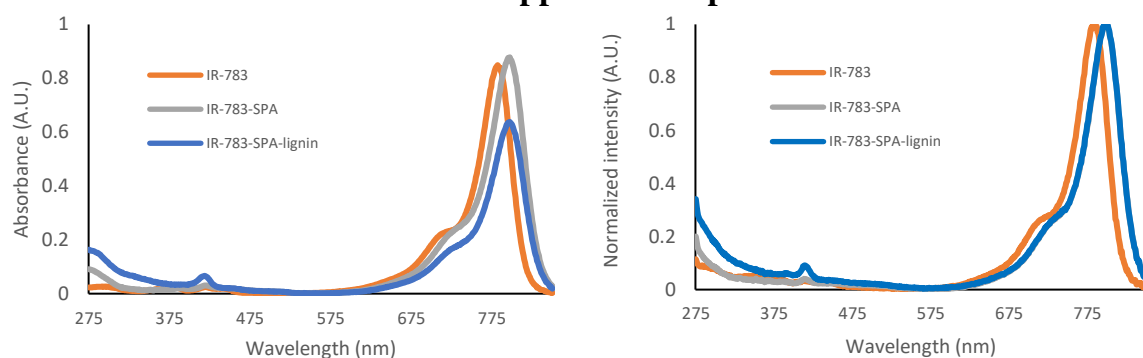 1
0.8
0.6
0.4
0.2
0
Absorbance (A.U.)
IR-783
IR-783-SPA
IR-783-SPA-lignin
275 375 475 575 675 775
Wavelength (nm)
1
0.8
0.6
0.4
0.2
0
Normalized intensity (A.U.)
IR-783
IR-783-SPA
IR-783-SPA-lignin
275 375 475 575 675 775
Wavelength (nm)